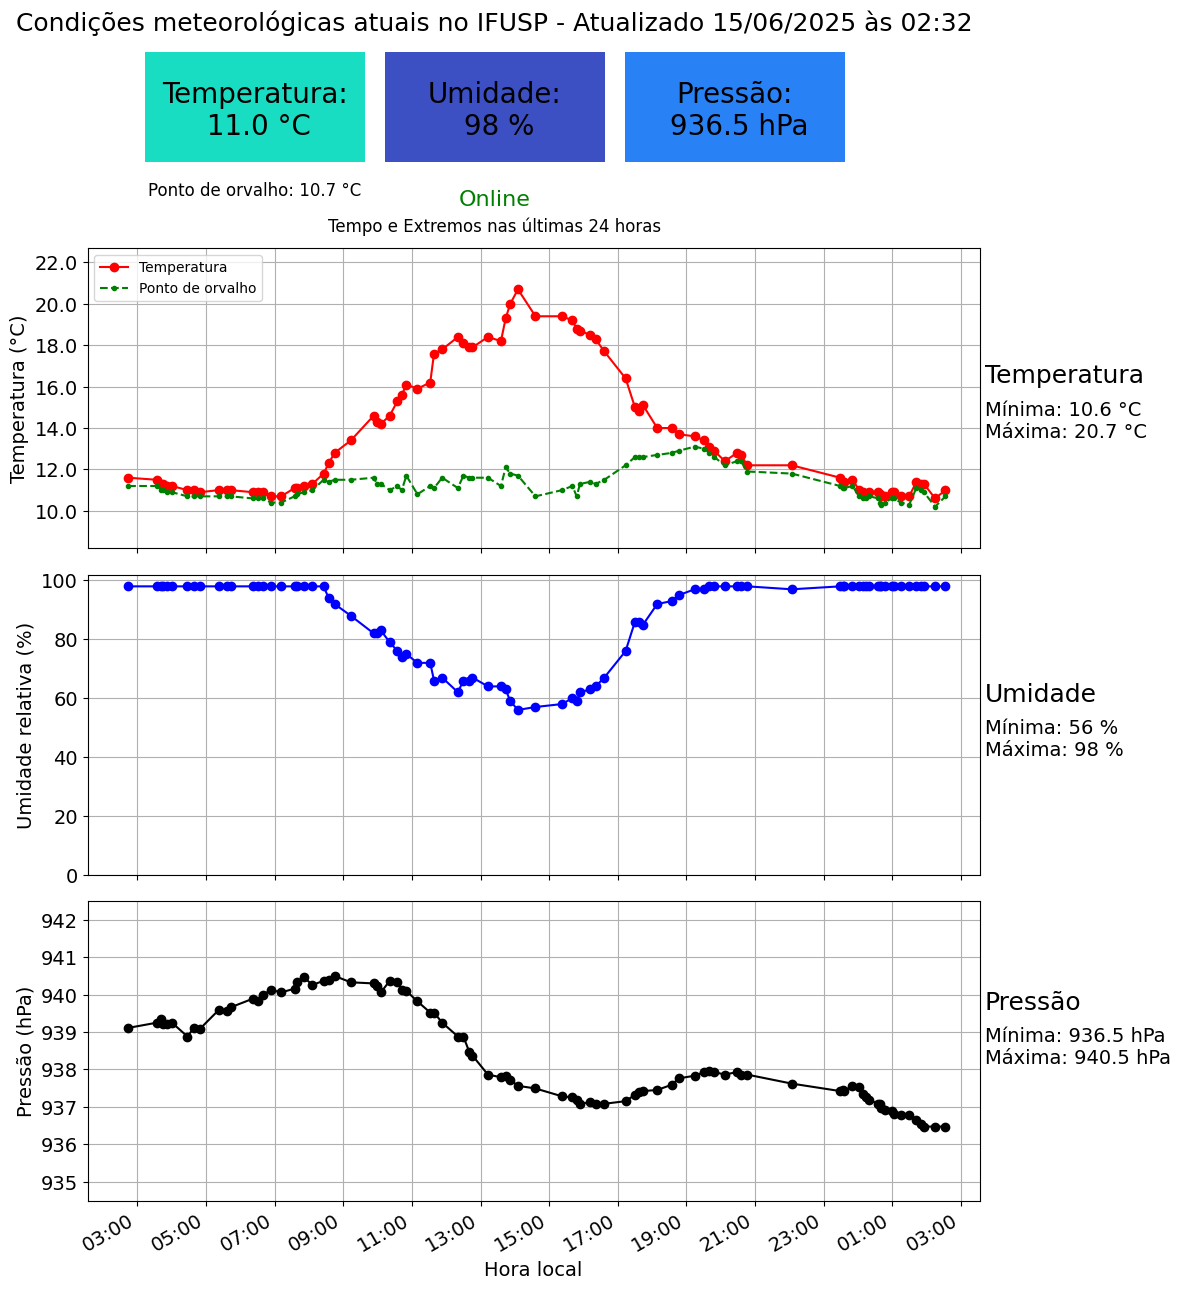 Condições meteorológicas atuais no IFUSP - Atualizado 15/06/2025 às 02:32
Temperatura:
11.0 °C
Umidade:
98 %
Pressão:
936.5 hPa
Ponto de orvalho: 10.7 °C
Online
Tempo e Extremos nas últimas 24 horas
Temperatura (°C)
22.0
20.0
18.0
16.0
14.0
12.0
10.0
Temperatura
Ponto de orvalho
Temperatura
Mínima: 10.6 °C
Máxima: 20.7 °C
Umidade relativa (%)
100
80
60
40
20
0
Umidade
Mínima: 56 %
Máxima: 98 %
Pressão (hPa)
942
941
940
939
938
937
936
935
Pressão
Mínima: 936.5 hPa
Máxima: 940.5 hPa
03:00 05:00 07:00 09:00 11:00 13:00 15:00 17:00 19:00 21:00 23:00 01:00 03:00
Hora local